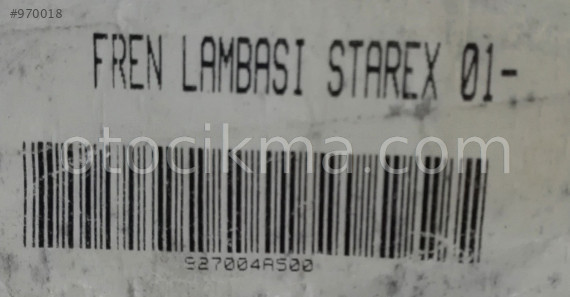 #970018
FREN LAMBASI STAREX 01-
otocikma.com
927004A500